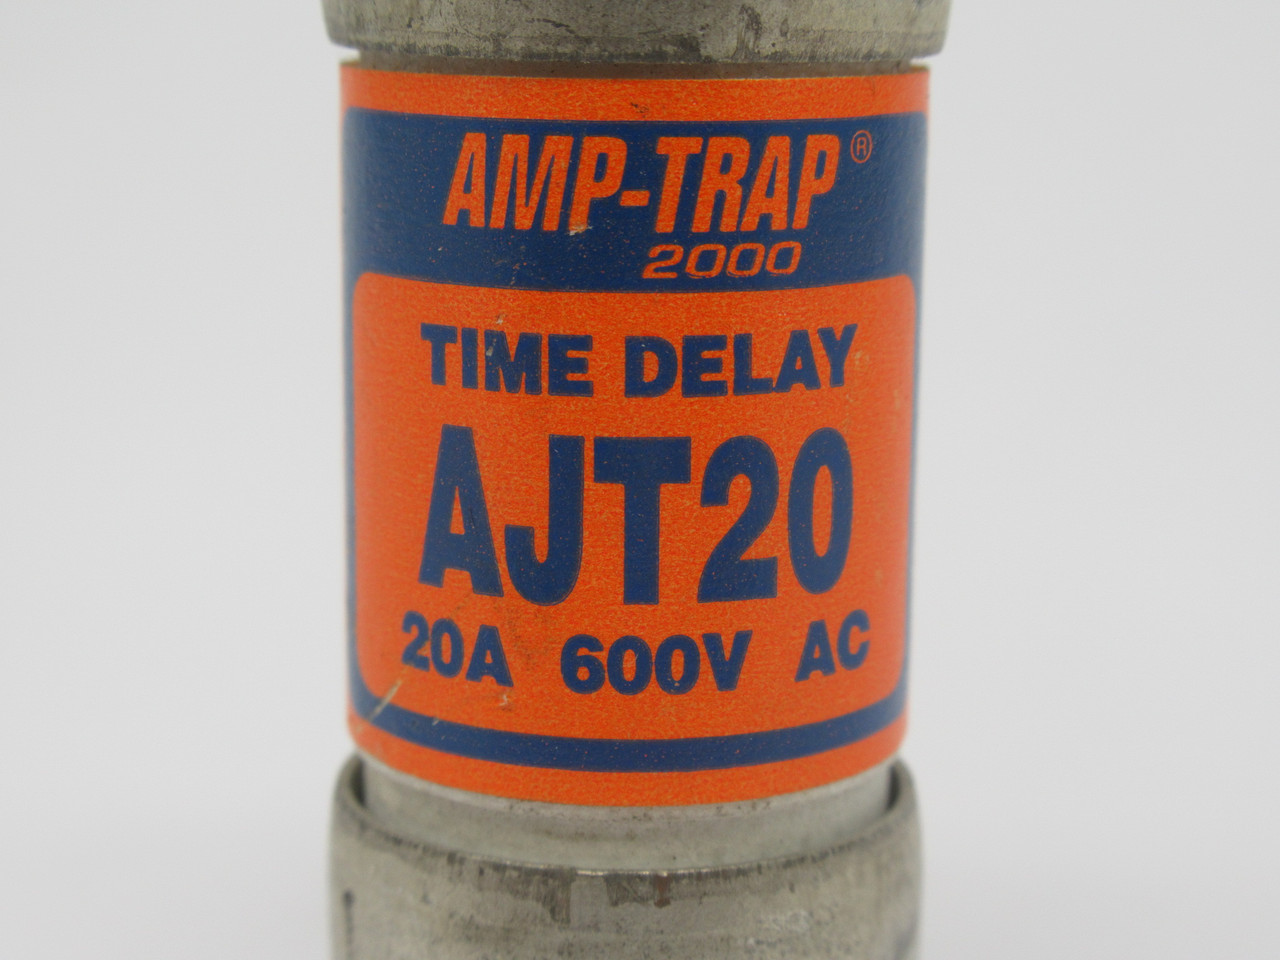 AMP-TRAP®
2000
TIME DELAY
AJT20
20A 600V AC